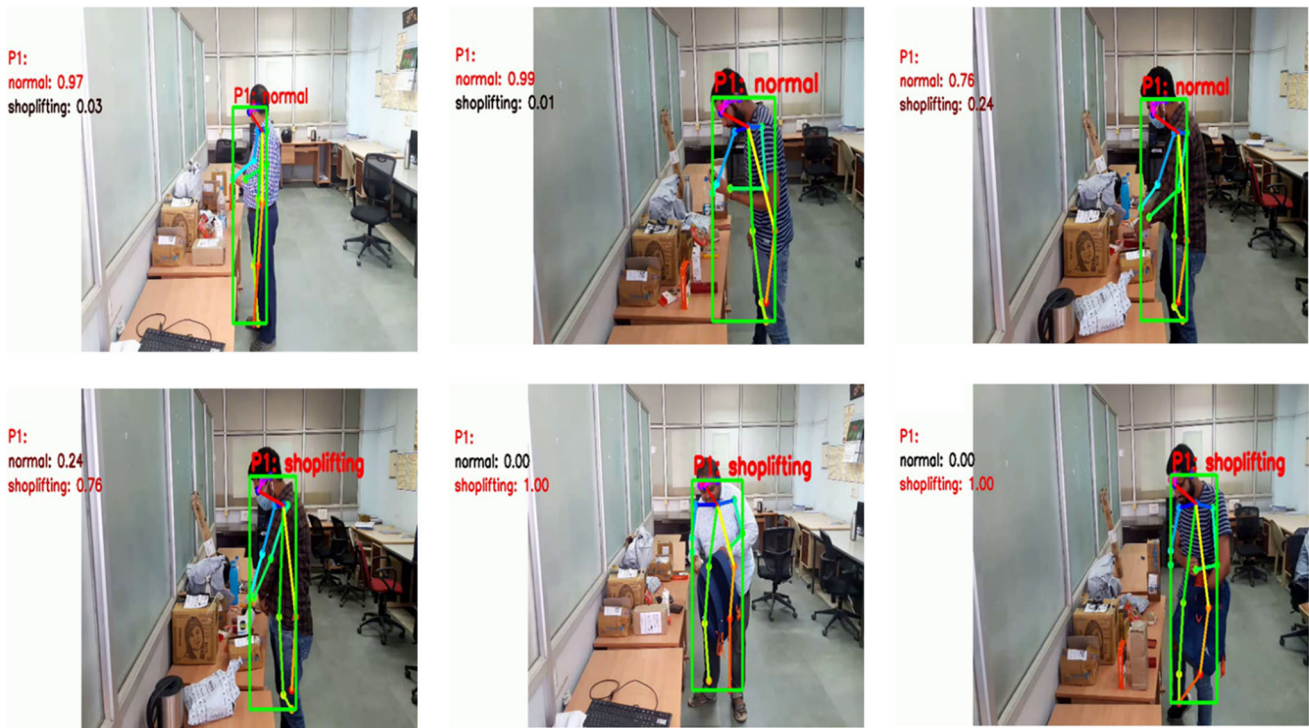 P1:
normal: 0.97
shoplifting: 0.03
P1: normal
P1:
normal: 0.99
shoplifting: 0.01
P1: normal
P1:
normal: 0.76
shoplifting: 0.24
P1: normal
P1:
normal: 0.24
shoplifting: 0.76
P1: shoplifting
P1:
normal: 0.00
shoplifting: 1.00
P1: shoplifting
P1:
normal: 0.00
shoplifting: 1.00
P1: shoplifting